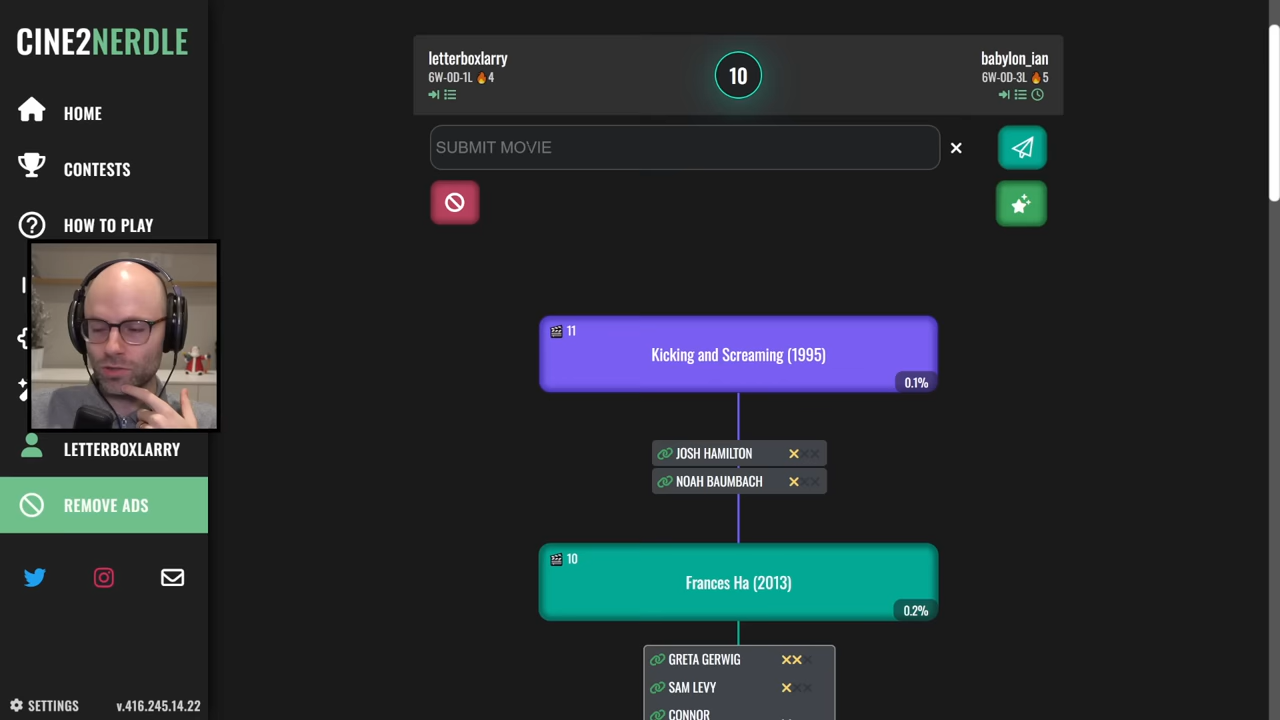 CINE2NERDLE
HOME
CONTESTS
HOW TO PLAY
LETTERBOXLARRY
REMOVE ADS
SETTINGS
v.416.245.14.22
letterboxlarry
6W-0D-1L 🔥4
10
babylon_ian
6W-0D-3L 🔥5
SUBMIT MOVIE
11
Kicking and Screaming (1995)
0.1%
JOSH HAMILTON
NOAH BAUMBACH
10
Frances Ha (2013)
0.2%
GRETA GERWIG
SAM LEVY
CONNOR